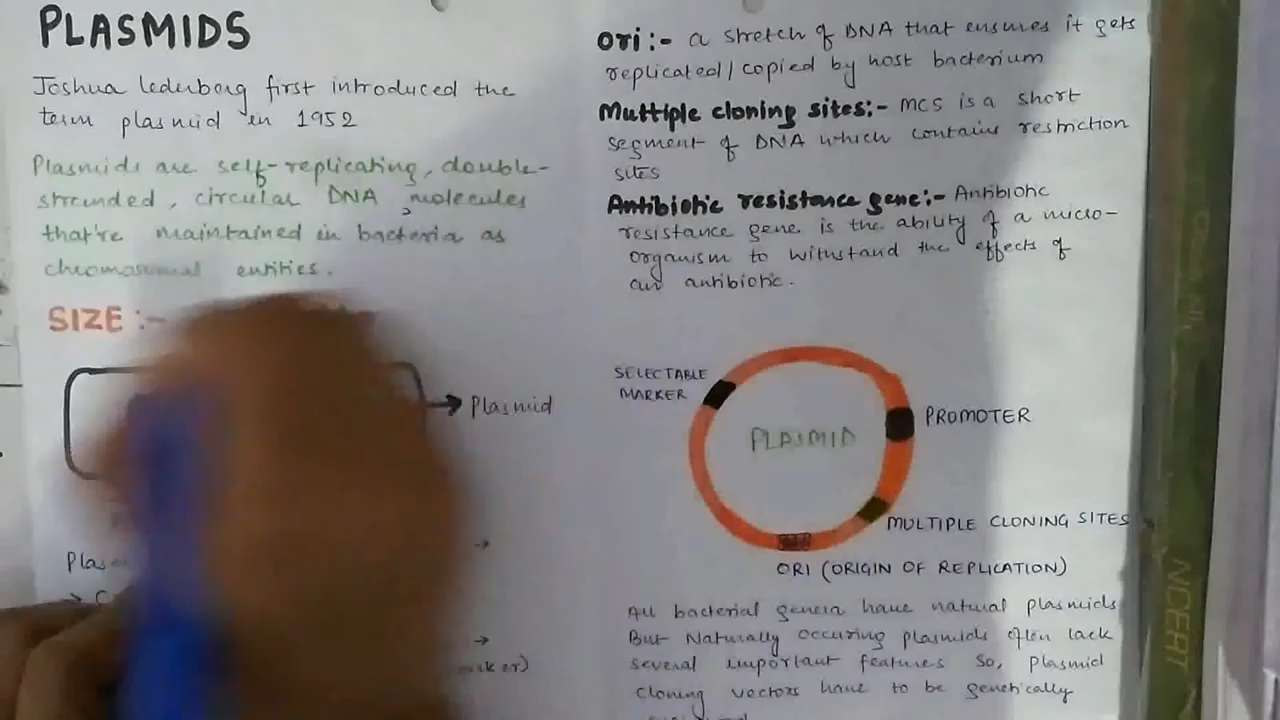 PLASMIDS
Joshua lederberg first introduced the
term plasmid in 1952
Plasmids are self-replicating, double-
stranded, circular DNA molecules
that're maintained in bacteria as
chromosomal entities.
SIZE :-
Plasmid
Plas
ori:- a stretch of DNA that ensures it gets
replicated/copied by host bacterium
Multiple cloning sites:- MCS is a short
segment of DNA which contains restriction
sites
Antibiotic resistance gene:- Antibiotic
resistance gene is the ability of a micro-
organism to withstand the effects of
an antibiotic.
SELECTABLE
MARKER
PLASMID
PROMOTER
MULTIPLE CLONING SITES
ORI (ORIGIN OF REPLICATION)
All bacterial genera have natural plasmids
But Naturally occuring plasmids often lack
several important features So, plasmid
cloning vectors have to be genetically
NCERT